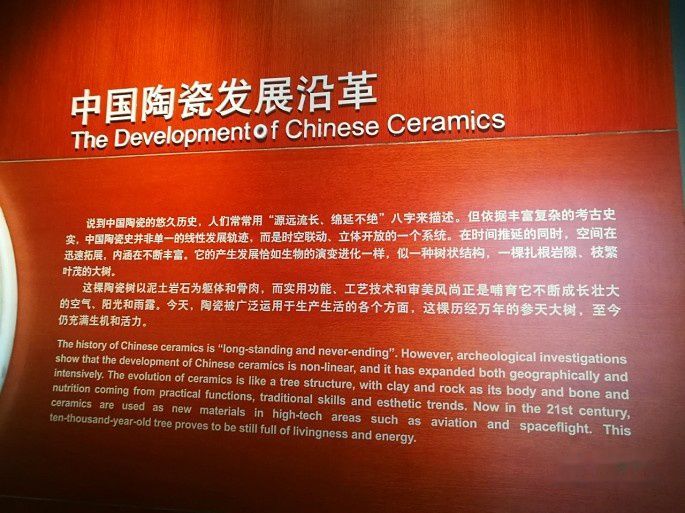 中国陶瓷发展沿革
The Development of Chinese Ceramics
说到中国陶瓷的悠久历史，人们常常用“源远流长、绵延不绝”八字来描述。但依据丰富复杂的考古史
实，中国陶瓷史并非单一的线性发展轨迹，而是时空联动、立体开放的一个系统。在时间推延的同时，空间在
迅速拓展，内涵在不断丰富。它的产生发展恰如生物的演变进化一样，似一种树状结构，一棵扎根岩隙、枝繁
叶茂的大树。
这棵陶瓷树以泥土岩石为躯体和骨肉，而实用功能、工艺技术和审美风尚正是哺育它不断成长壮大
的空气、阳光和雨露。今天，陶瓷被广泛运用于生产生活的各个方面，这棵历经万年的参天大树，至今
仍充满生机和活力。
The history of Chinese ceramics is “long-standing and never-ending”. However, archeological investigations
show that the development of Chinese ceramics is non-linear, and it has expanded both geographically and
intensively. The evolution of ceramics is like a tree structure, with clay and rock as its body and bone and
nutrition coming from practical functions, traditional skills and esthetic trends. Now in the 21st century,
ceramics are used as new materials in high-tech areas such as aviation and spaceflight. This
ten-thousand-year-old tree proves to be still full of livingness and energy.